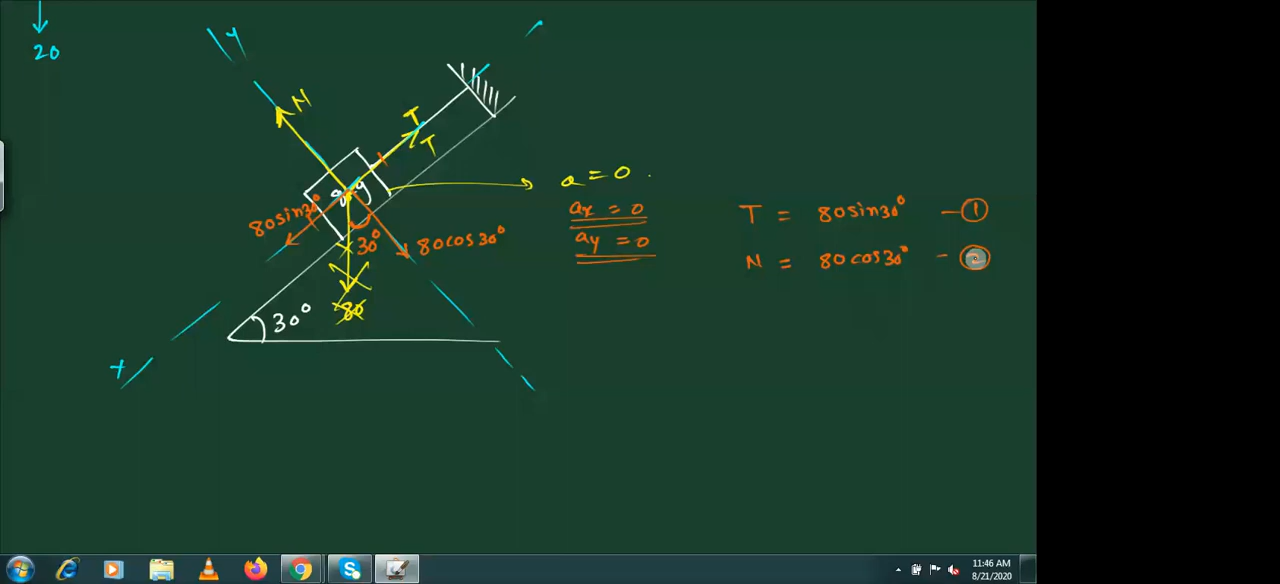 20
y
N
T
T
a = 0
80sin30°
ax = 0
T = 80sin30° - ①
30°
80cos30°
ay = 0
N = 80cos30° - ②
80
30°
11:46 AM
8/21/2020